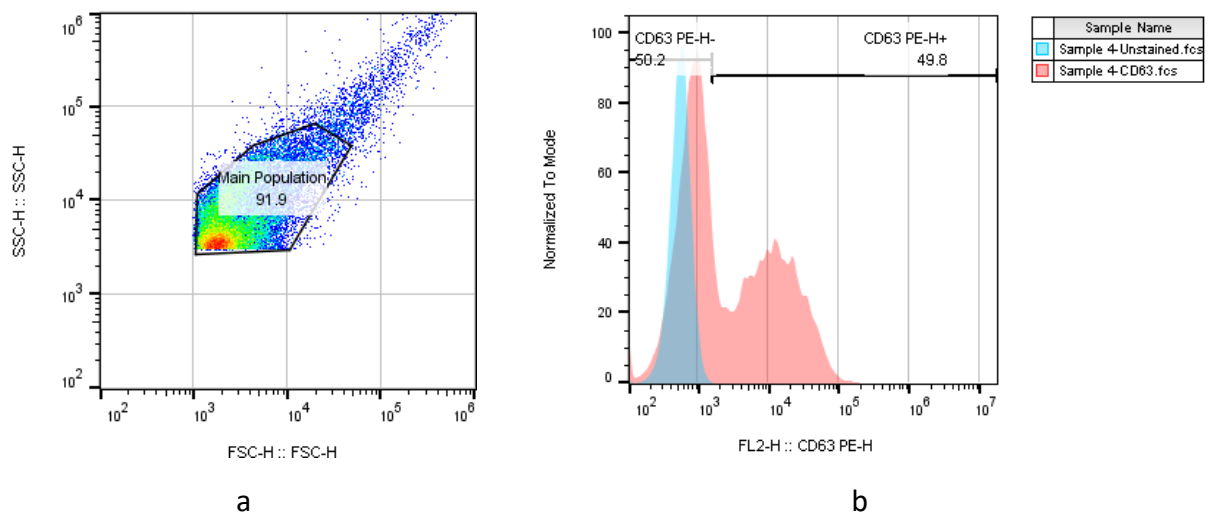 10^6
10^5
10^4
10^3
10^2
SSC-H :: SSC-H
Main Population
91.9
10^2 10^3 10^4 10^5 10^6
FSC-H :: FSC-H
a
100
80
60
40
20
0
Normalized To Mode
CD63 PE-H-
50.2
CD63 PE-H+
49.8
10^2 10^3 10^4 10^5 10^6 10^7
FL2-H :: CD63 PE-H
b
Sample Name
Sample 4-Unstained.fcs
Sample 4-CD63.fcs